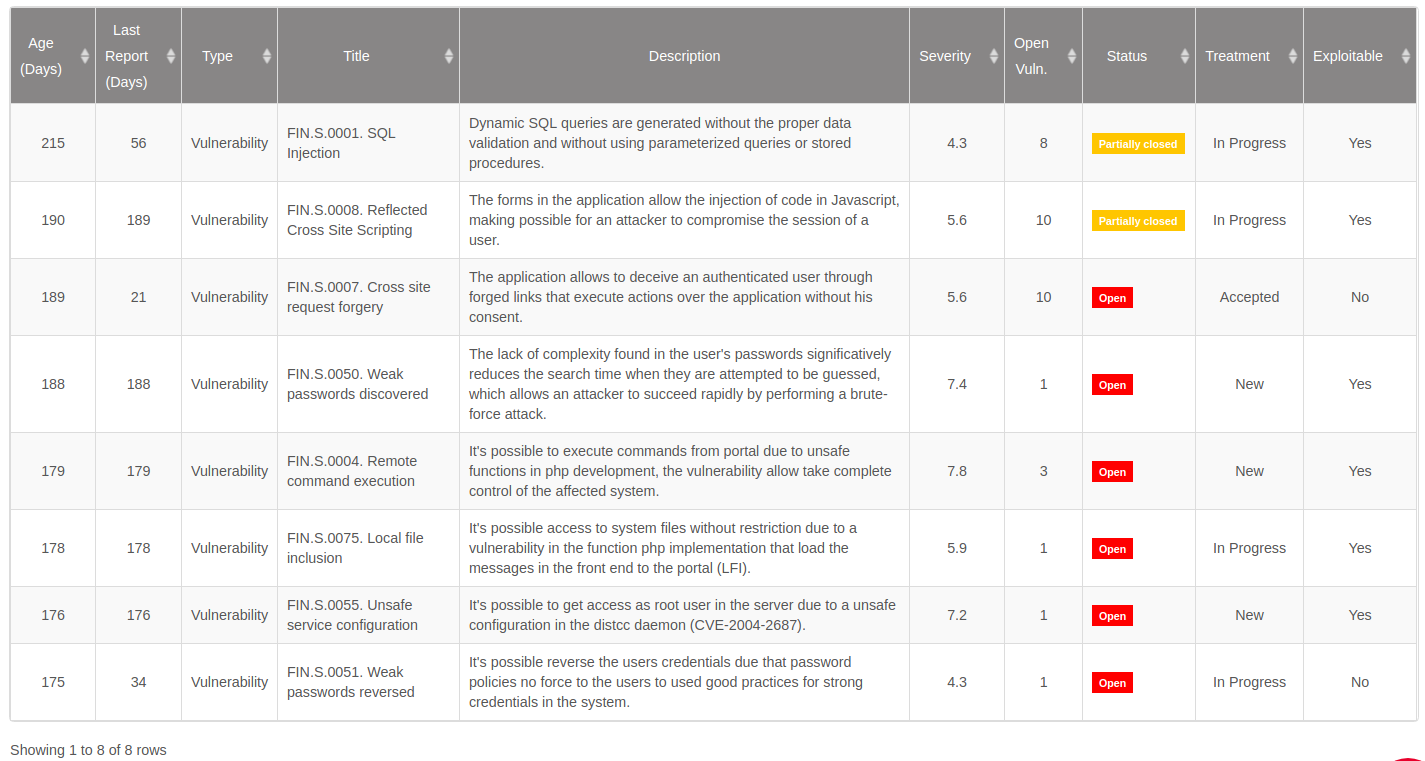 Age (Days) Last Report (Days) Type Title Description Severity Open Vuln. Status Treatment Exploitable
215 56 Vulnerability FIN.S.0001. SQL Injection Dynamic SQL queries are generated without the proper data validation and without using parameterized queries or stored procedures. 4.3 8 Partially closed In Progress Yes
190 189 Vulnerability FIN.S.0008. Reflected Cross Site Scripting The forms in the application allow the injection of code in Javascript, making possible for an attacker to compromise the session of a user. 5.6 10 Partially closed In Progress Yes
189 21 Vulnerability FIN.S.0007. Cross site request forgery The application allows to deceive an authenticated user through forged links that execute actions over the application without his consent. 5.6 10 Open Accepted No
188 188 Vulnerability FIN.S.0050. Weak passwords discovered The lack of complexity found in the user's passwords significatively reduces the search time when they are attempted to be guessed, which allows an attacker to succeed rapidly by performing a brute-force attack. 7.4 1 Open New Yes
179 179 Vulnerability FIN.S.0004. Remote command execution It's possible to execute commands from portal due to unsafe functions in php development, the vulnerability allow take complete control of the affected system. 7.8 3 Open New Yes
178 178 Vulnerability FIN.S.0075. Local file inclusion It's possible access to system files without restriction due to a vulnerability in the function php implementation that load the messages in the front end to the portal (LFI). 5.9 1 Open In Progress Yes
176 176 Vulnerability FIN.S.0055. Unsafe service configuration It's possible to get access as root user in the server due to a unsafe configuration in the distcc daemon (CVE-2004-2687). 7.2 1 Open New Yes
175 34 Vulnerability FIN.S.0051. Weak passwords reversed It's possible reverse the users credentials due that password policies no force to the users to used good practices for strong credentials in the system. 4.3 1 Open In Progress No
Showing 1 to 8 of 8 rows